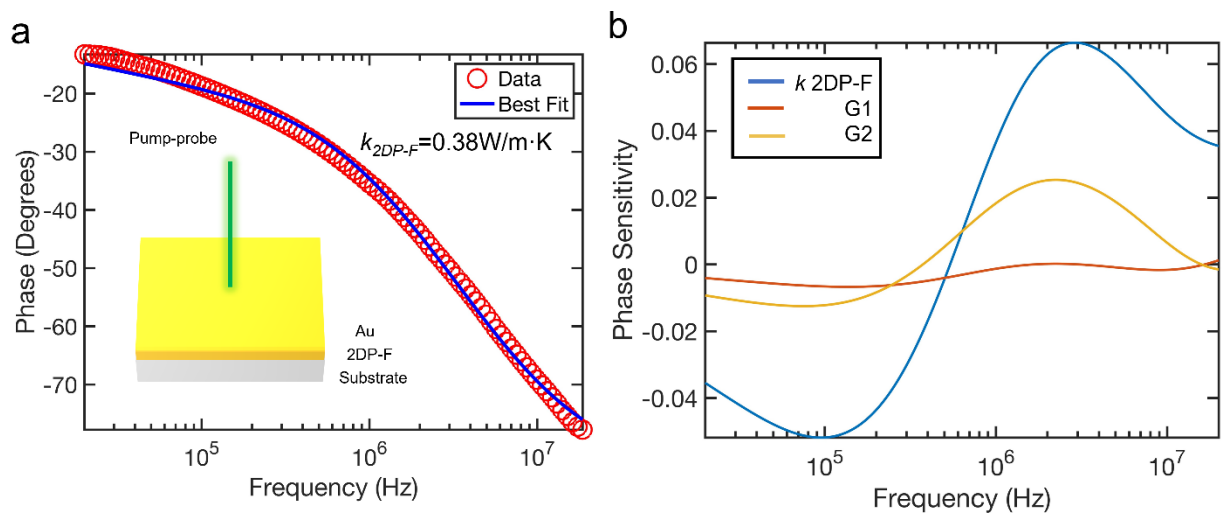 a
Phase (Degrees)
-20
-30
-40
-50
-60
-70
10^5
10^6
10^7
Frequency (Hz)
Data
Best Fit
k_{2DP-F}=0.38W/m·K
Pump-probe
Au
2DP-F
Substrate
b
Phase Sensitivity
0.06
0.04
0.02
0
-0.02
-0.04
10^5
10^6
10^7
Frequency (Hz)
k 2DP-F
G1
G2